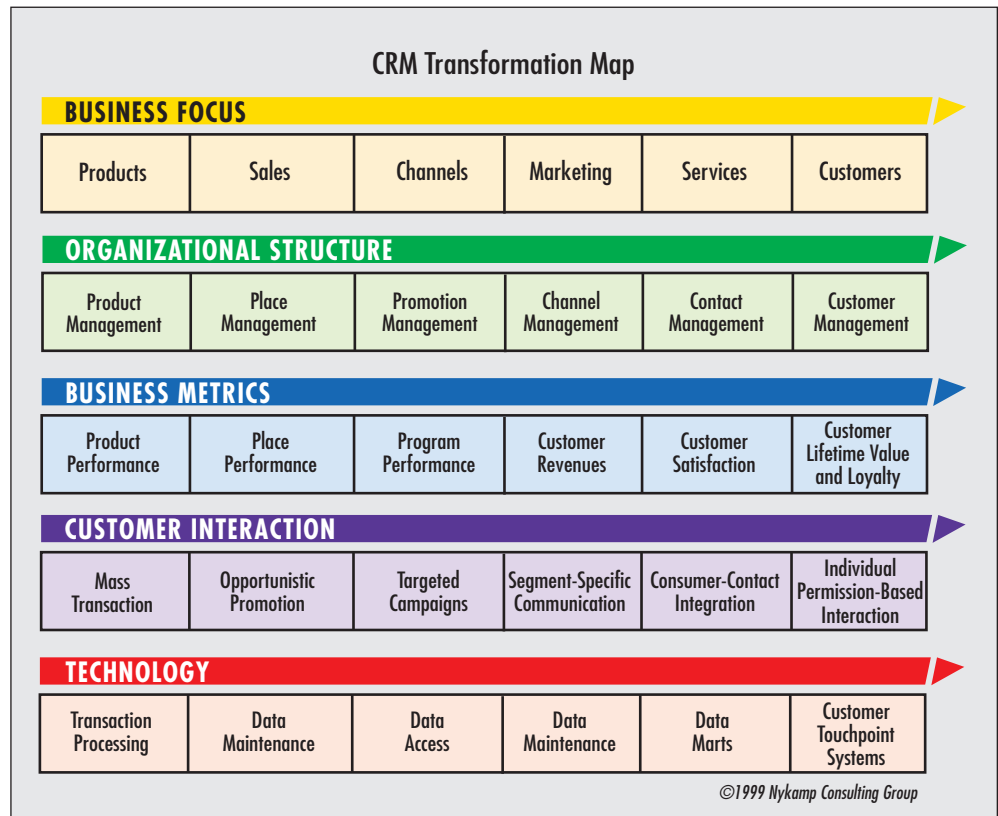 CRM Transformation Map
BUSINESS FOCUS
Products
Sales
Channels
Marketing
Services
Customers
ORGANIZATIONAL STRUCTURE
Product
Management
Place
Management
Promotion
Management
Channel
Management
Contact
Management
Customer
Management
BUSINESS METRICS
Product
Performance
Place
Performance
Program
Performance
Customer
Revenues
Customer
Satisfaction
Customer
Lifetime Value
and Loyalty
CUSTOMER INTERACTION
Mass
Transaction
Opportunistic
Promotion
Targeted
Campaigns
Segment-Specific
Communication
Consumer-Contact
Integration
Individual
Permission-Based
Interaction
TECHNOLOGY
Transaction
Processing
Data
Maintenance
Data
Access
Data
Maintenance
Data
Marts
Customer
Touchpoint
Systems
©1999 Nykamp Consulting Group